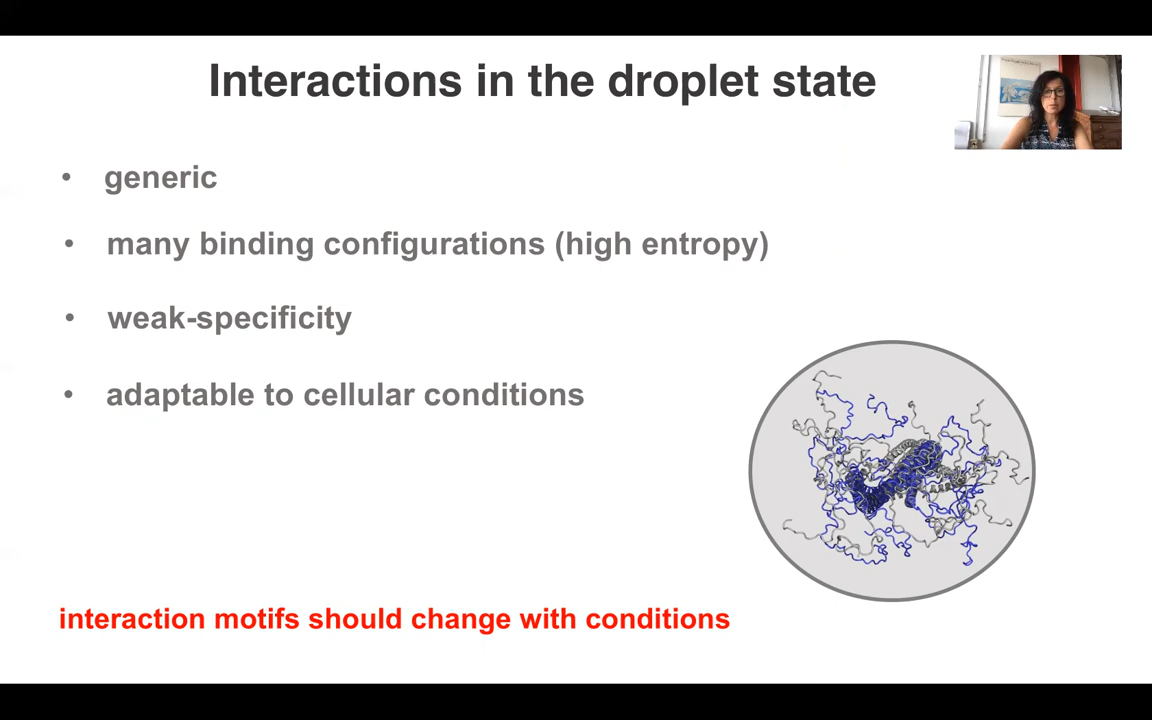 Interactions in the droplet state
• generic
• many binding configurations (high entropy)
• weak-specificity
• adaptable to cellular conditions
interaction motifs should change with conditions